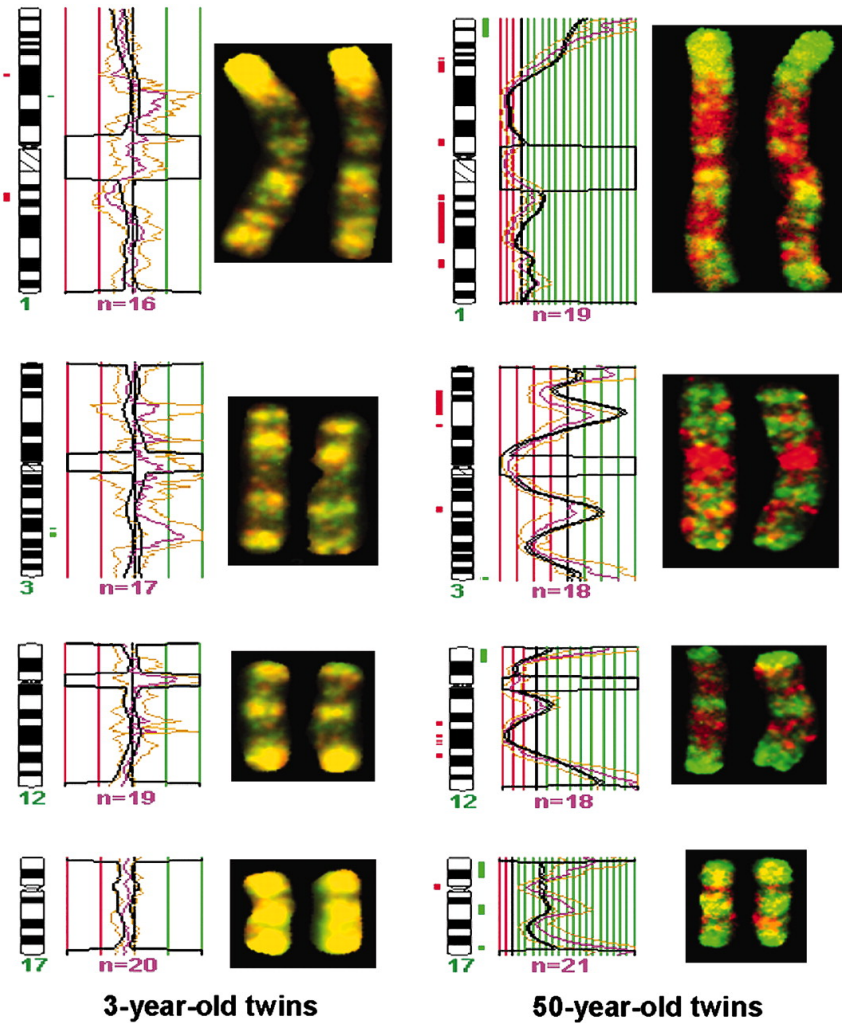 1 n=16 1 n=19
3 n=17 3 n=18
12 n=19 12 n=18
17 n=20 17 n=21
3-year-old twins 50-year-old twins